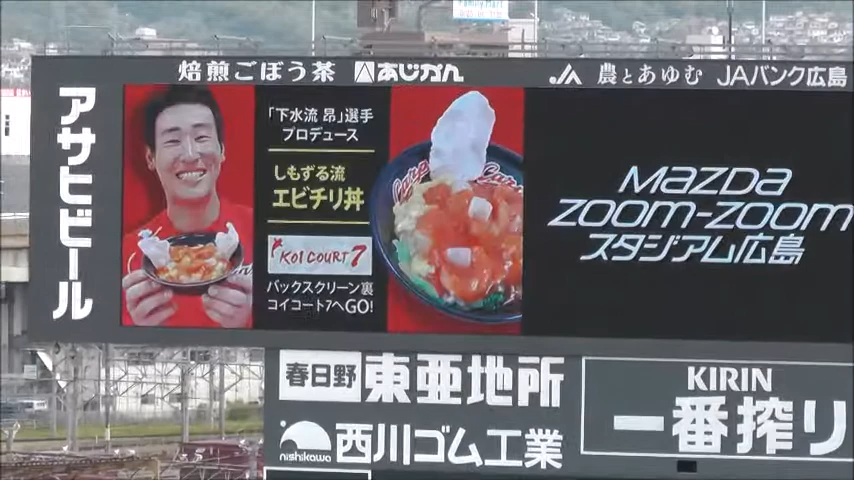 FamilyMart
焙煎ごぼう茶 あじかん
JA 農とあゆむ JAバンク広島
アサヒビール
「下水流 昂」選手
プロデュース
しもずる流
エビチリ丼
KOI COURT 7
バックスクリーン裏
コイコート7へGO!
Carp
MAZDA
ZOOM-ZOOM
スタジアム広島
春日野 東亜地所
nishikawa 西川ゴム工業
KIRIN
一番搾り